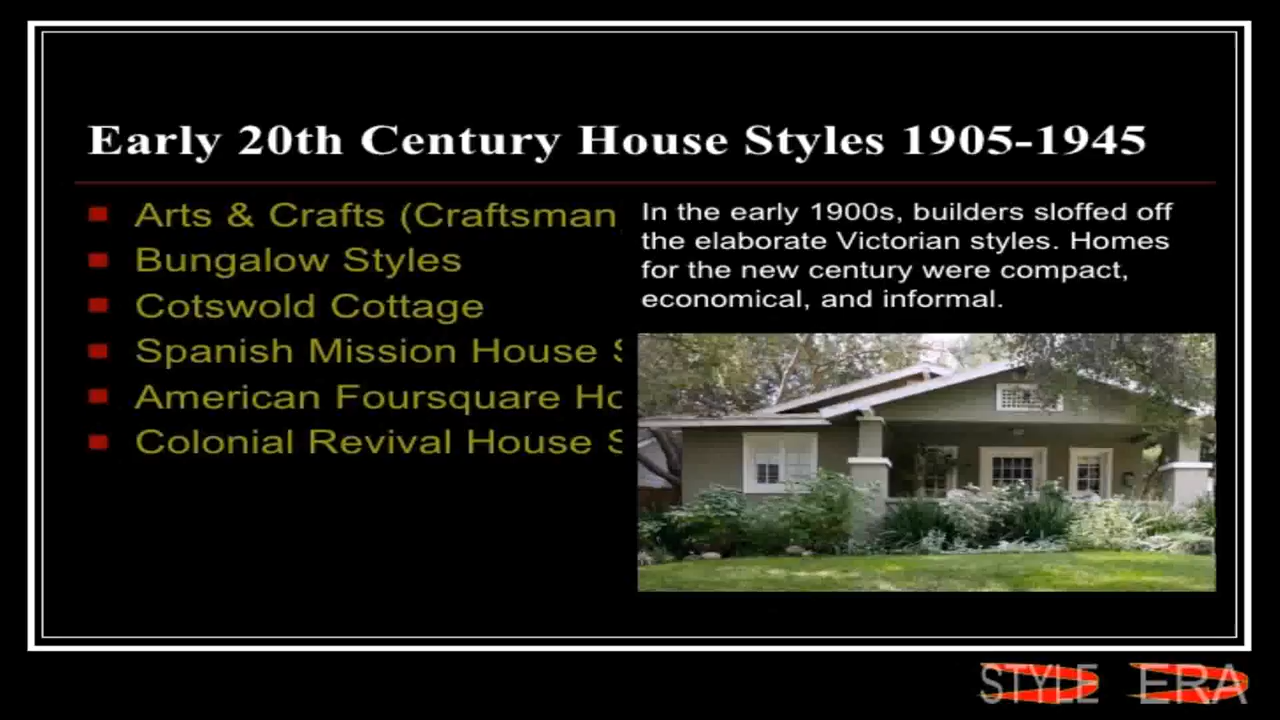 Early 20th Century House Styles 1905-1945
Arts & Crafts (Craftsman
Bungalow Styles
Cotswold Cottage
Spanish Mission House S
American Foursquare Ho
Colonial Revival House S
In the early 1900s, builders sloffed off
the elaborate Victorian styles. Homes
for the new century were compact,
economical, and informal.
STYLE ERA